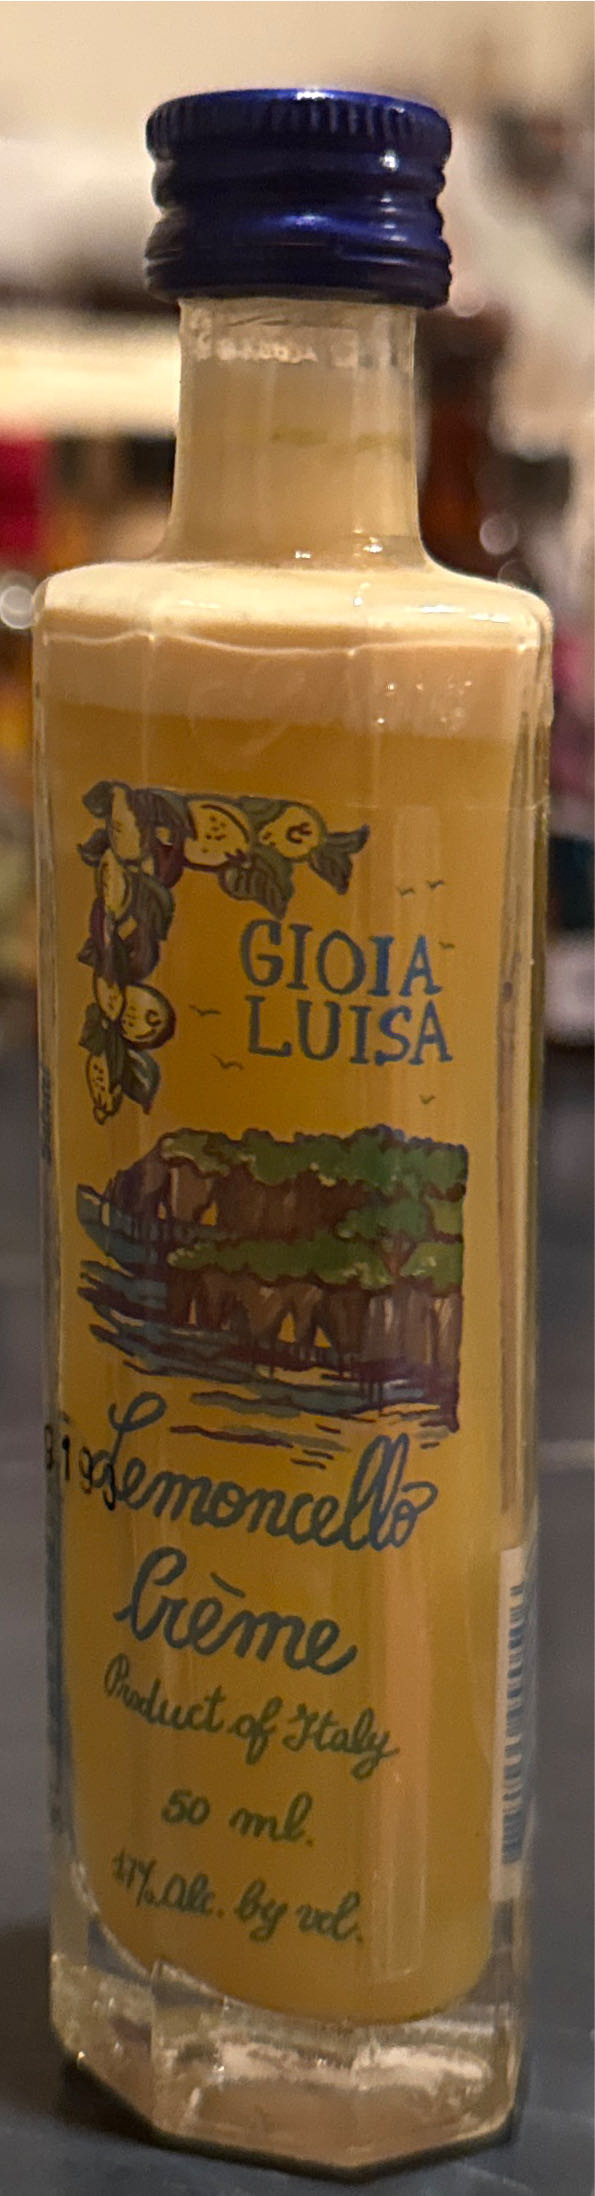 GIOIA
LUISA
Lemoncello
Crème
Product of Italy
50 ml.
17% Alc. by vol.